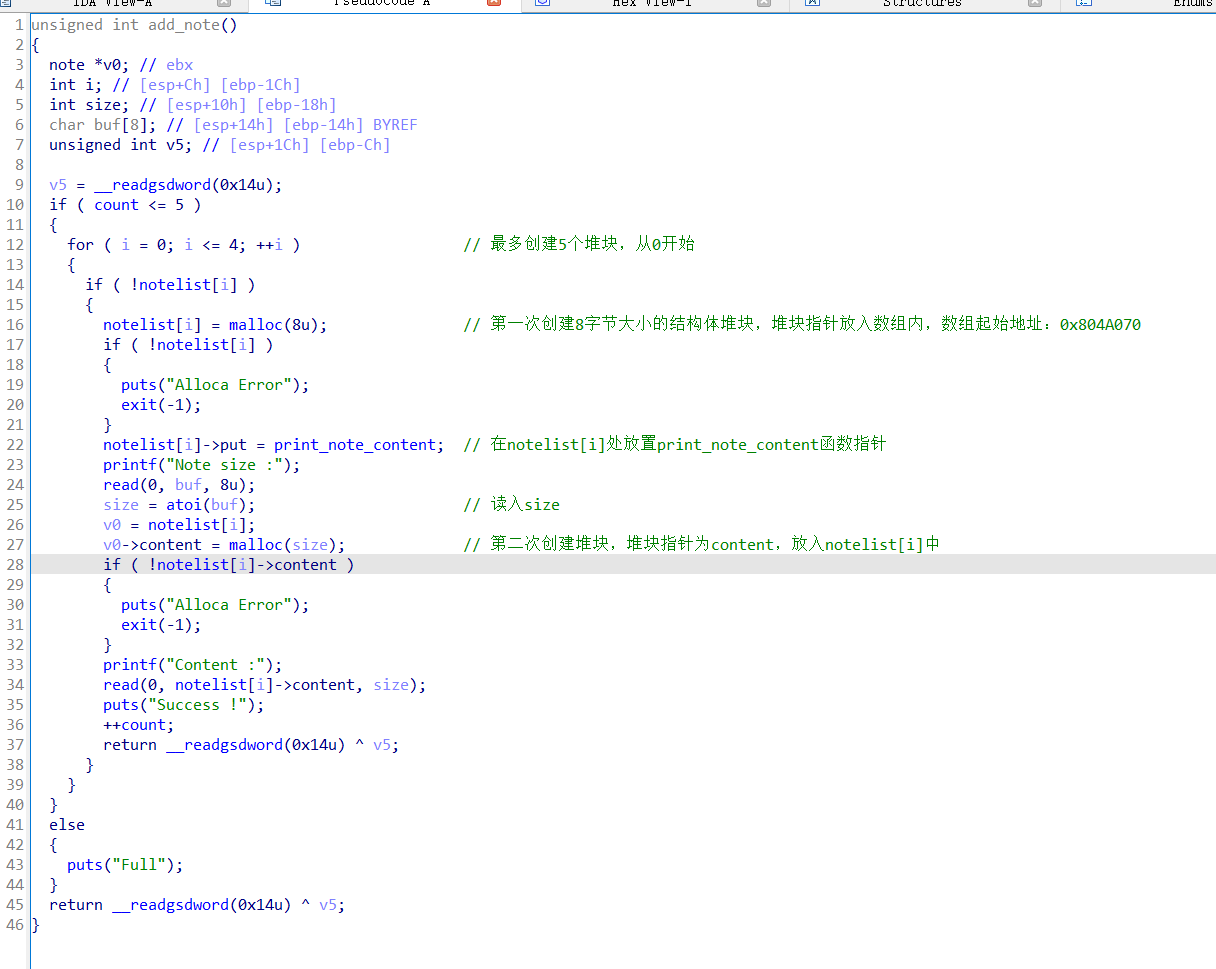 IDA View-A Pseudocode-A Hex View-1 Structures Enums
1 unsigned int add_note()
2 {
3 note *v0; // ebx
4 int i; // [esp+Ch] [ebp-1Ch]
5 int size; // [esp+10h] [ebp-18h]
6 char buf[8]; // [esp+14h] [ebp-14h] BYREF
7 unsigned int v5; // [esp+1Ch] [ebp-Ch]
8
9 v5 = __readgsdword(0x14u);
10 if ( count <= 5 )
11 {
12 for ( i = 0; i <= 4; ++i ) // 最多创建5个堆块，从0开始
13 {
14 if ( !notelist[i] )
15 {
16 notelist[i] = malloc(8u); // 第一次创建8字节大小的结构体堆块，堆块指针放入数组内，数组起始地址：0x804A070
17 if ( !notelist[i] )
18 {
19 puts("Alloca Error");
20 exit(-1);
21 }
22 notelist[i]->put = print_note_content; // 在notelist[i]处放置print_note_content函数指针
23 printf("Note size :");
24 read(0, buf, 8u);
25 size = atoi(buf); // 读入size
26 v0 = notelist[i];
27 v0->content = malloc(size); // 第二次创建堆块，堆块指针为content，放入notelist[i]中
28 if ( !notelist[i]->content )
29 {
30 puts("Alloca Error");
31 exit(-1);
32 }
33 printf("Content :");
34 read(0, notelist[i]->content, size);
35 puts("Success !");
36 ++count;
37 return __readgsdword(0x14u) ^ v5;
38 }
39 }
40 }
41 else
42 {
43 puts("Full");
44 }
45 return __readgsdword(0x14u) ^ v5;
46 }